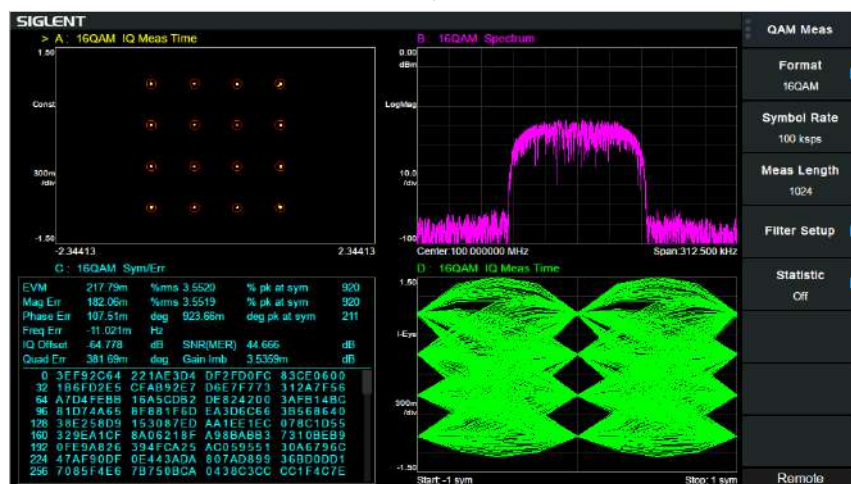 SIGLENT
> A : 16QAM IQ Meas Time
1.50
Const
300m
/div
-1.50
-2.34413 2.34413
B : 16QAM Spectrum
0.00
dBm
LogMag
10.0
/div
-100
Center:100.000000 MHz Span:312.500 kHz
C : 16QAM Sym/Err
EVM 217.79m %rms 3.5520 % pk at sym 920
Mag Err 182.06m %rms 3.5519 % pk at sym 920
Phase Err 107.51m deg 923.66m deg pk at sym 211
Freq Err -11.021m Hz
IQ Offset -64.778 dB SNR(MER) 44.666 dB
Quad Err 381.69m deg Gain Imb 3.5359m dB
0 3EF92C64 221AE3D4 DF2FD0FC 83CE0600
32 1B6FD2E5 CFAB92E7 D6E7F773 312A7F56
64 A7D4FEBB 16A5CDB2 DE824200 3AFB14BC
96 81D74A65 8F881F6D EA3D6C66 3B568640
128 38E258D9 153087ED AA1EE1EC 078C1D55
160 329EA1CF 8A06218F A98BABB3 7310BEB9
192 0FE9A826 394FCA25 AC059551 30A6796C
224 47AF90DF 0E443ADA 807AD899 36BD0DD1
256 7085F4E6 7B750BCA 0438C3CC CC1F4C7E
D : 16QAM IQ Meas Time
1.50
I-Eye
300m
/div
-1.50
Start:-1 sym Stop: 1 sym
QAM Meas
Format
16QAM
Symbol Rate
100 ksps
Meas Length
1024
Filter Setup
Statistic
Off
Remote